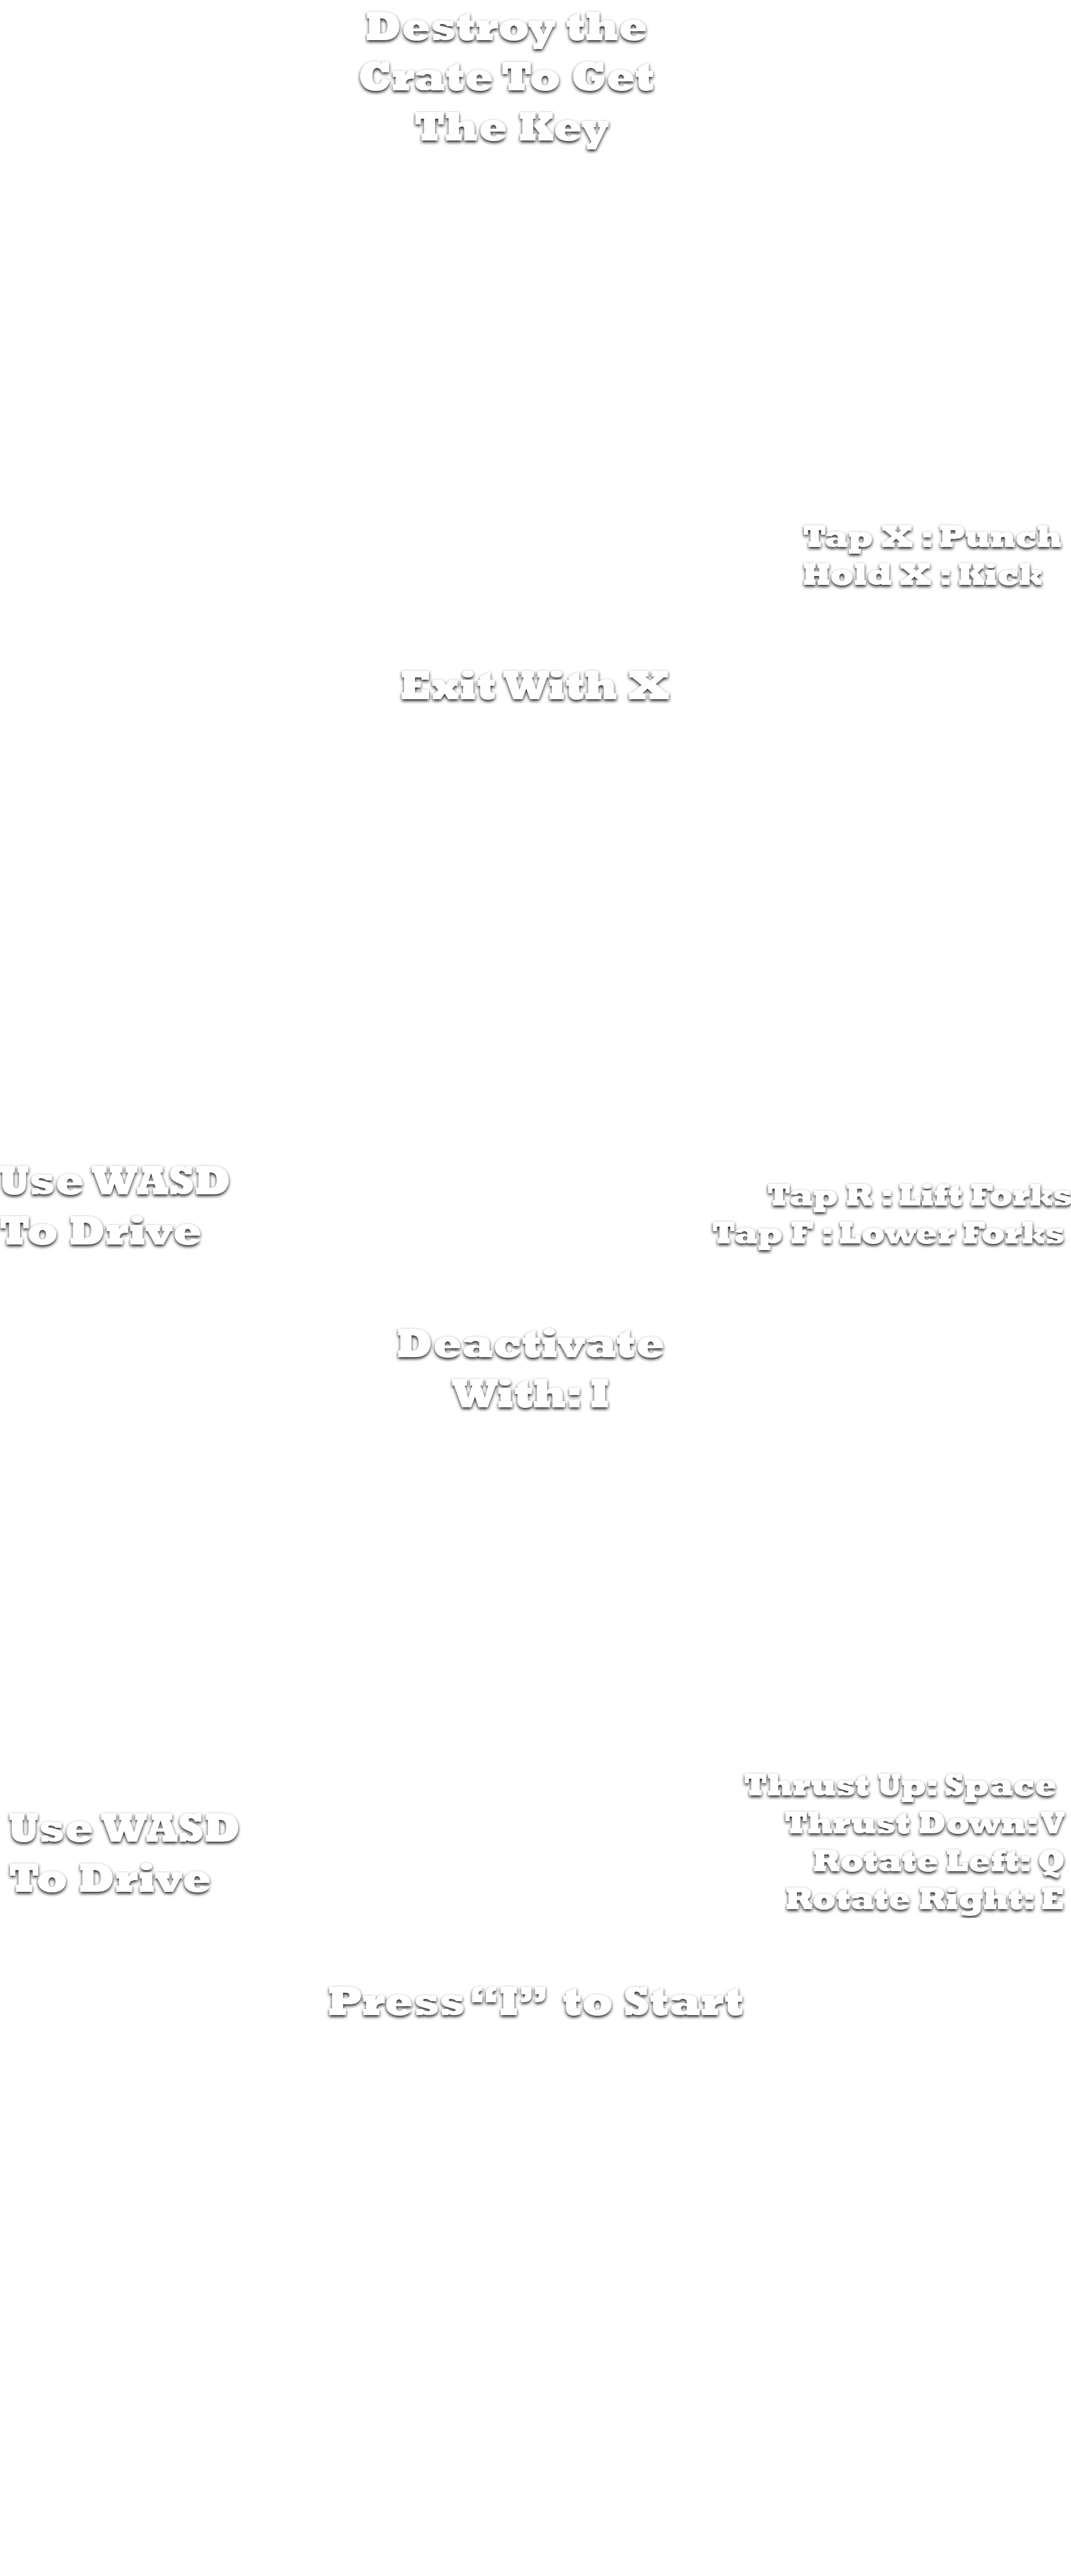 Destroy the
Crate To Get
The Key
Tap X : Punch
Hold X : Kick
Exit With X
Use WASD
To Drive
Tap R : Lift Forks
Tap F : Lower Forks
Deactivate
With: I
Thrust Up: Space
Thrust Down: V
Rotate Left: Q
Rotate Right: E
Use WASD
To Drive
Press “I” to Start